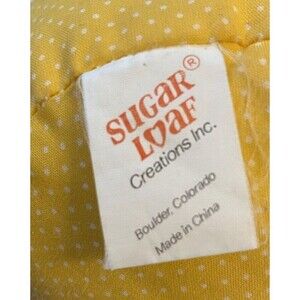 SUGAR®
LOAF
Creations Inc.
Boulder, Colorado
Made in China